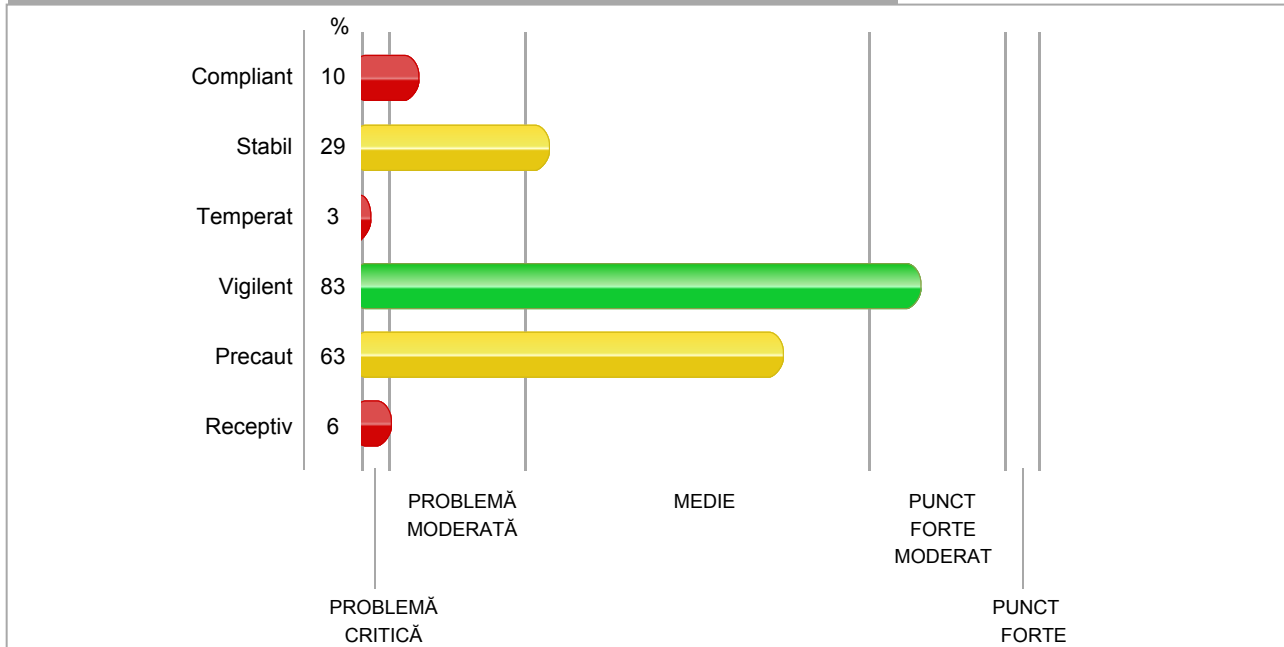 %
Compliant 10
Stabil 29
Temperat 3
Vigilent 83
Precaut 63
Receptiv 6
PROBLEMĂ
MODERATĂ
MEDIE
PUNCT
FORTE
MODERAT
PROBLEMĂ
CRITICĂ
PUNCT
FORTE